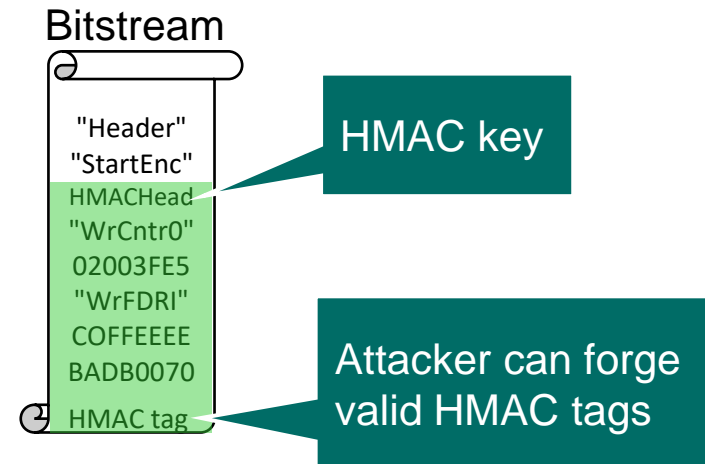 Bitstream
"Header"
"StartEnc"
HMACHead
"WrCntr0"
02003FE5
"WrFDRI"
COFFEEEE
BADB0070
HMAC tag
HMAC key
Attacker can forge
valid HMAC tags